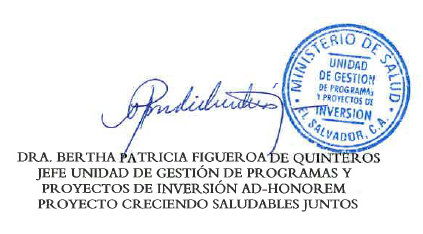 MINISTERIO DE SALUD
UNIDAD
DE GESTION
DE PROGRAMAS
Y PROYECTOS DE
INVERSIÓN
EL SALVADOR, C.A.
DRA. BERTHA PATRICIA FIGUEROA DE QUINTEROS
JEFE UNIDAD DE GESTIÓN DE PROGRAMAS Y
PROYECTOS DE INVERSIÓN AD-HONOREM
PROYECTO CRECIENDO SALUDABLES JUNTOS